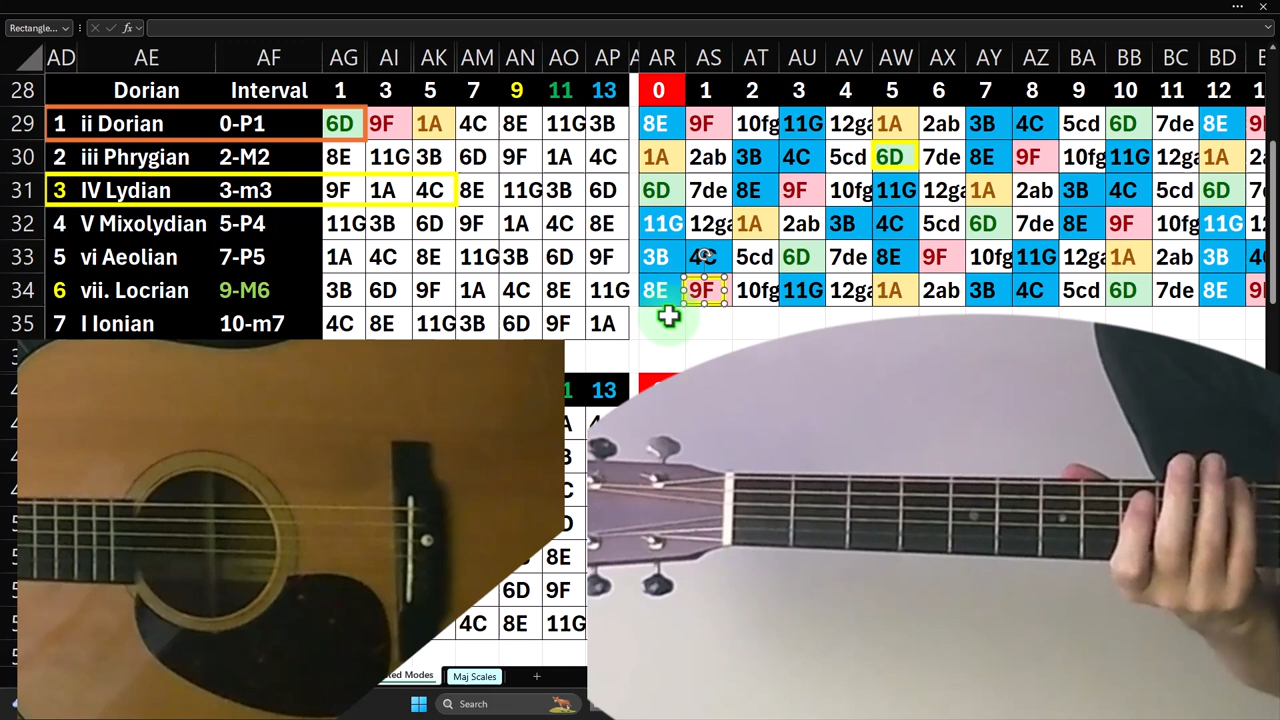 Rectangle...
fx
AD AE AF AG AI AK AM AN AO AP A AR AS AT AU AV AW AX AY AZ BA BB BC BD
28 Dorian Interval 1 3 5 7 9 11 13 0 1 2 3 4 5 6 7 8 9 10 11 12 1
29 1 ii Dorian 0-P1 6D 9F 1A 4C 8E 11G 3B 8E 9F 10fg 11G 12ga 1A 2ab 3B 4C 5cd 6D 7de 8E
30 2 iii Phrygian 2-M2 8E 11G 3B 6D 9F 1A 4C 1A 2ab 3B 4C 5cd 6D 7de 8E 9F 10fg 11G 12ga 1A
31 3 IV Lydian 3-m3 9F 1A 4C 8E 11G 3B 6D 6D 7de 8E 9F 10fg 11G 12ga 1A 2ab 3B 4C 5cd 6D
32 4 V Mixolydian 5-P4 11G 3B 6D 9F 1A 4C 8E 11G 12ga 1A 2ab 3B 4C 5cd 6D 7de 8E 9F 10fg 11G
33 5 vi Aeolian 7-P5 1A 4C 8E 11G 3B 6D 9F 3B 4C 5cd 6D 7de 8E 9F 10fg 11G 12ga 1A 2ab 3B
34 6 vii. Locrian 9-M6 3B 6D 9F 1A 4C 8E 11G 8E 9F 10fg 11G 12ga 1A 2ab 3B 4C 5cd 6D 7de 8E
35 7 I Ionian 10-m7 4C 8E 11G 3B 6D 9F 1A
13
8E
6D 9F
4C 8E 11G
Modes Maj Scales +
Search